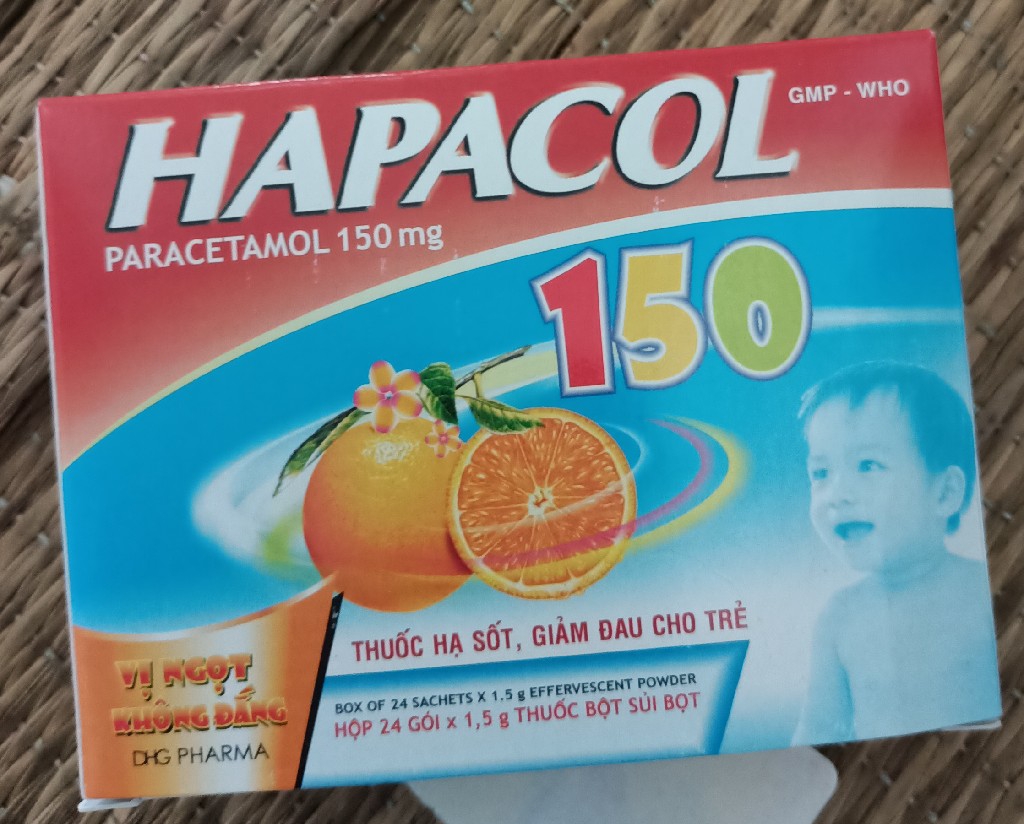 HAPACOL
GMP - WHO
PARACETAMOL 150 mg
150
THUỐC HẠ SỐT, GIẢM ĐAU CHO TRẺ
VỊ NGỌT
KHÔNG ĐẮNG
DHG PHARMA
BOX OF 24 SACHETS X 1.5 g EFFERVESCENT POWDER
HỘP 24 GÓI x 1,5 g THUỐC BỘT SỦI BỌT